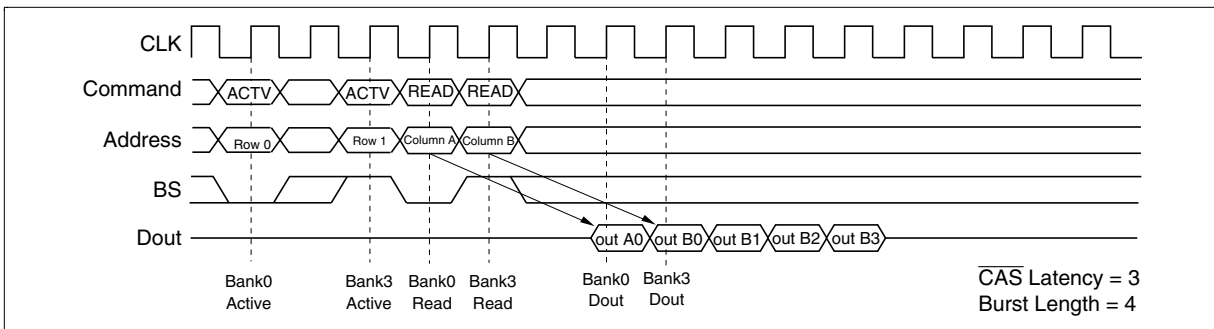 CLK
Command ACTV ACTV READ READ
Address Row 0 Row 1 Column A Column B
BS
Dout out A0 out B0 out B1 out B2 out B3
Bank0 Active
Bank3 Active
Bank0 Read
Bank3 Read
Bank0 Dout
Bank3 Dout
CAS Latency = 3
Burst Length = 4